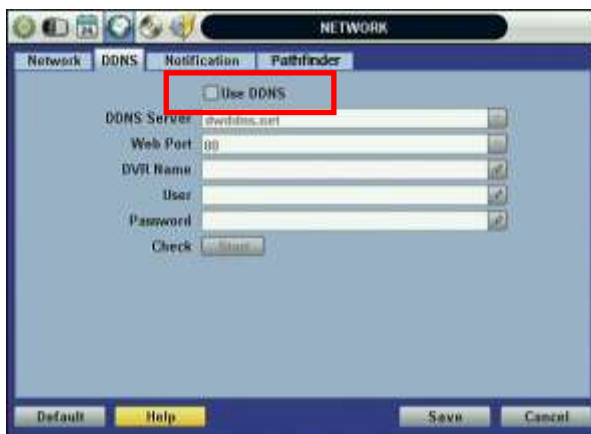 24 NETWORK
Network DDNS Notification Pathfinder
Use DDNS
DDNS Server dwddns.net
Web Port 80
DVR Name
User
Password
Check Start
Default Help Save Cancel